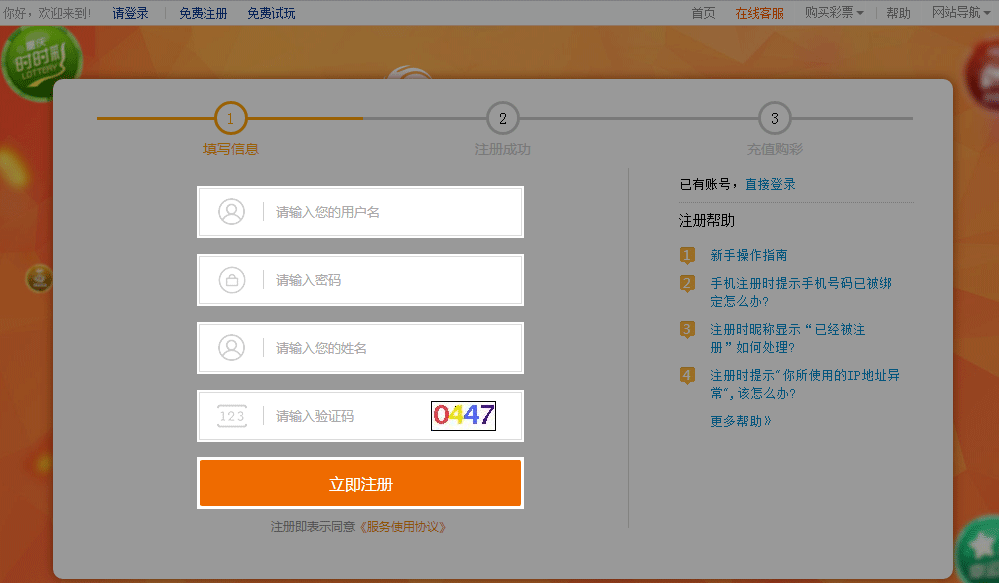 你好，欢迎来到! 请登录 免费注册 免费试玩 首页 在线客服 购买彩票 帮助 网站导航
重庆
时时彩
LOTTERY
1 2 3
填写信息 注册成功 充值购彩
请输入您的用户名
请输入密码
请输入您的姓名
123 请输入验证码 0447
立即注册
注册即表示同意《服务使用协议》
已有账号，直接登录
注册帮助
1 新手操作指南
2 手机注册时提示手机号码已被绑
定怎么办?
3 注册时昵称显示“已经被注
册”如何处理?
4 注册时提示"你所使用的IP地址异
常",该怎么办?
更多帮助》